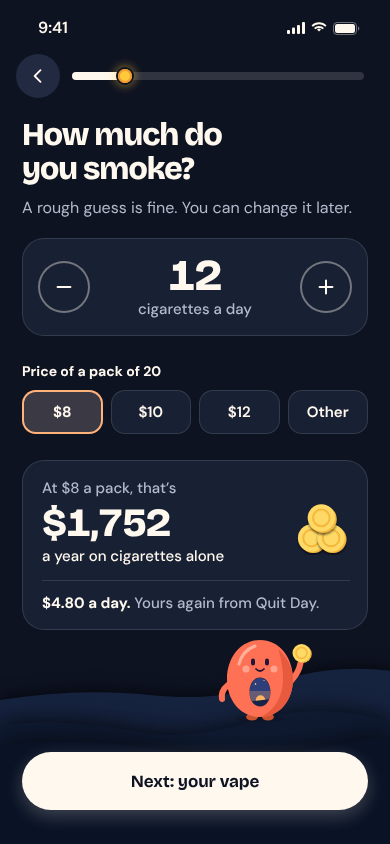 9:41
How much do
you smoke?
A rough guess is fine. You can change it later.
12
cigarettes a day
Price of a pack of 20
$8
$10
$12
Other
At $8 a pack, that’s
$1,752
a year on cigarettes alone
$4.80 a day. Yours again from Quit Day.
Next: your vape